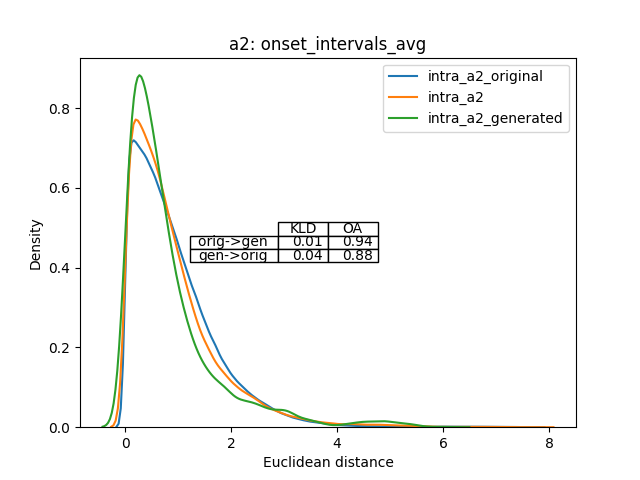 a2: onset_intervals_avg
intra_a2_original
intra_a2
intra_a2_generated
0.8
0.6
0.4
0.2
0.0
Density
KLD OA
orig->gen 0.01 0.94
gen->orig 0.04 0.88
0 2 4 6 8
Euclidean distance